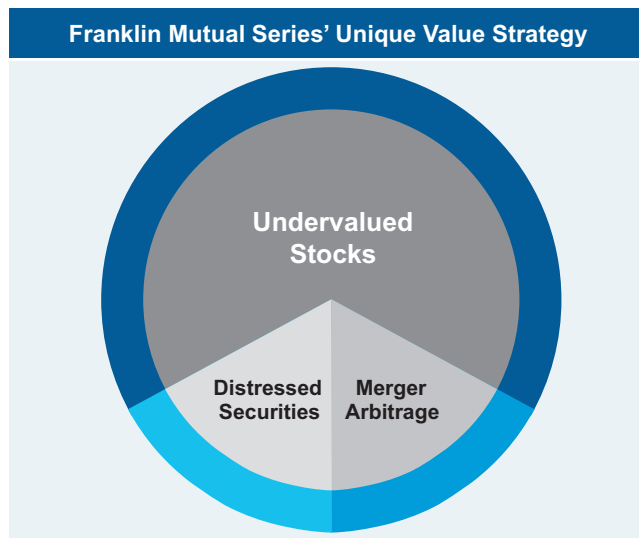 Franklin Mutual Series’ Unique Value Strategy
Undervalued
Stocks
Distressed
Securities
Merger
Arbitrage